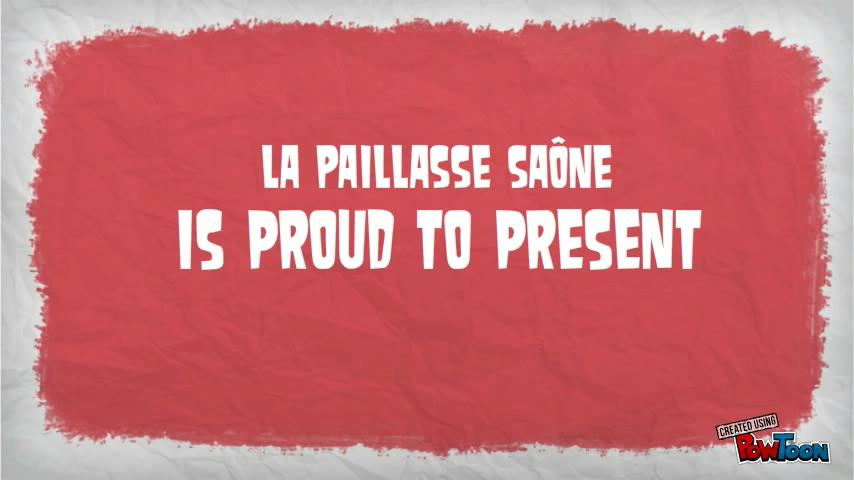 LA PAILLASSE SAÔNE
IS PROUD TO PRESENT
CREATED USING
POWTOON